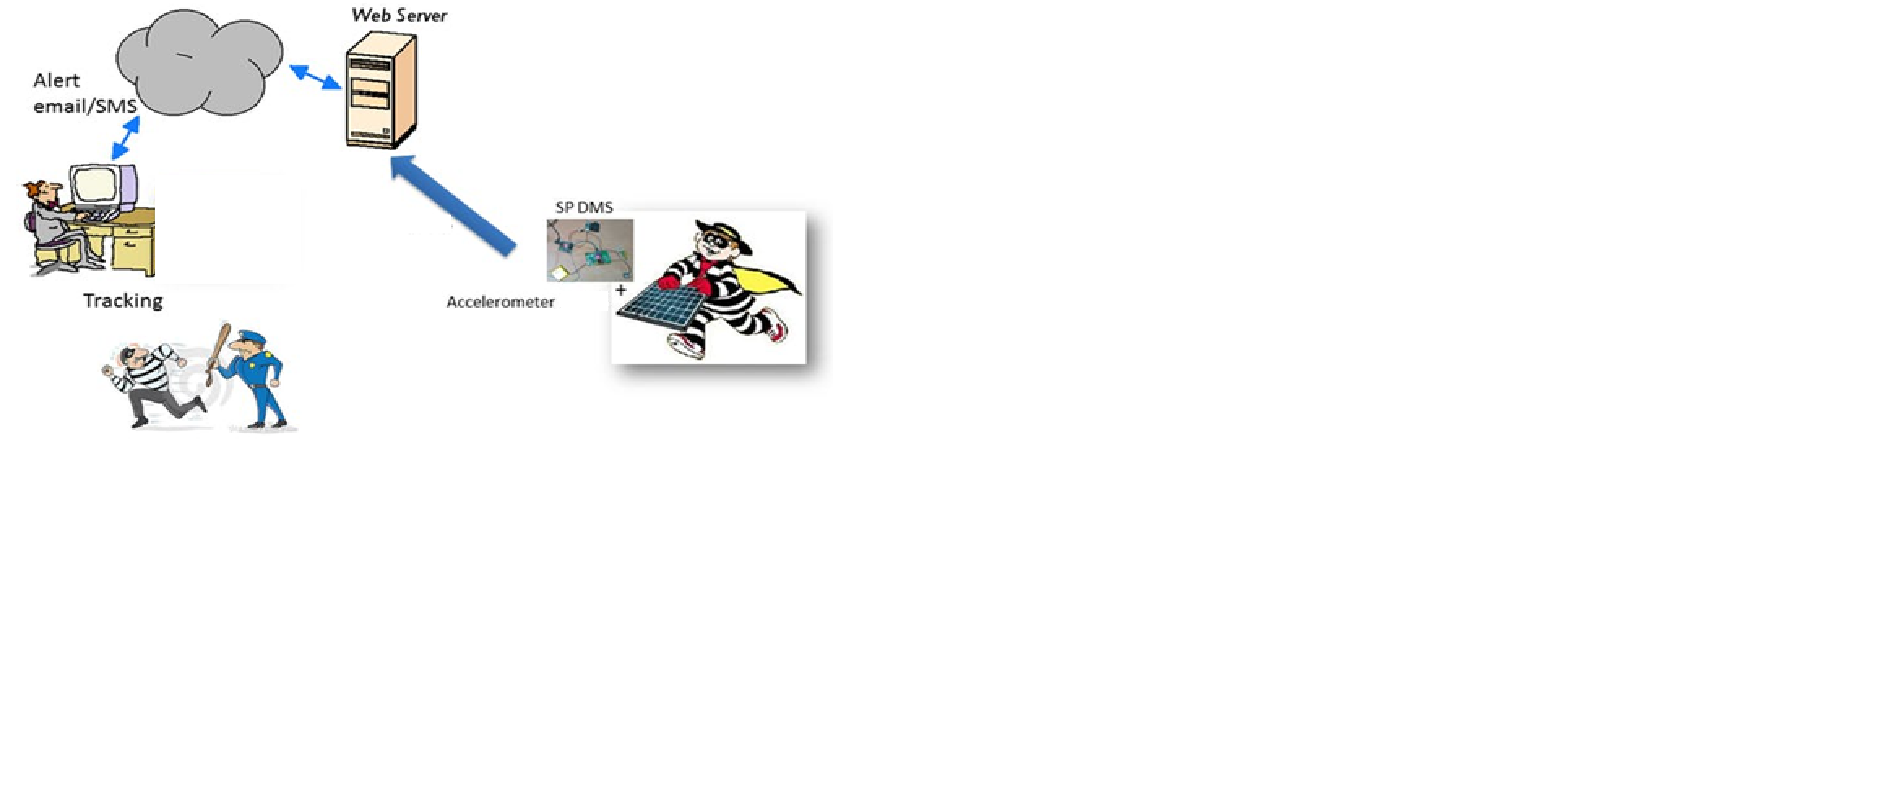 Web Server
Alert
email/SMS
SP DMS
+
Accelerometer
Tracking